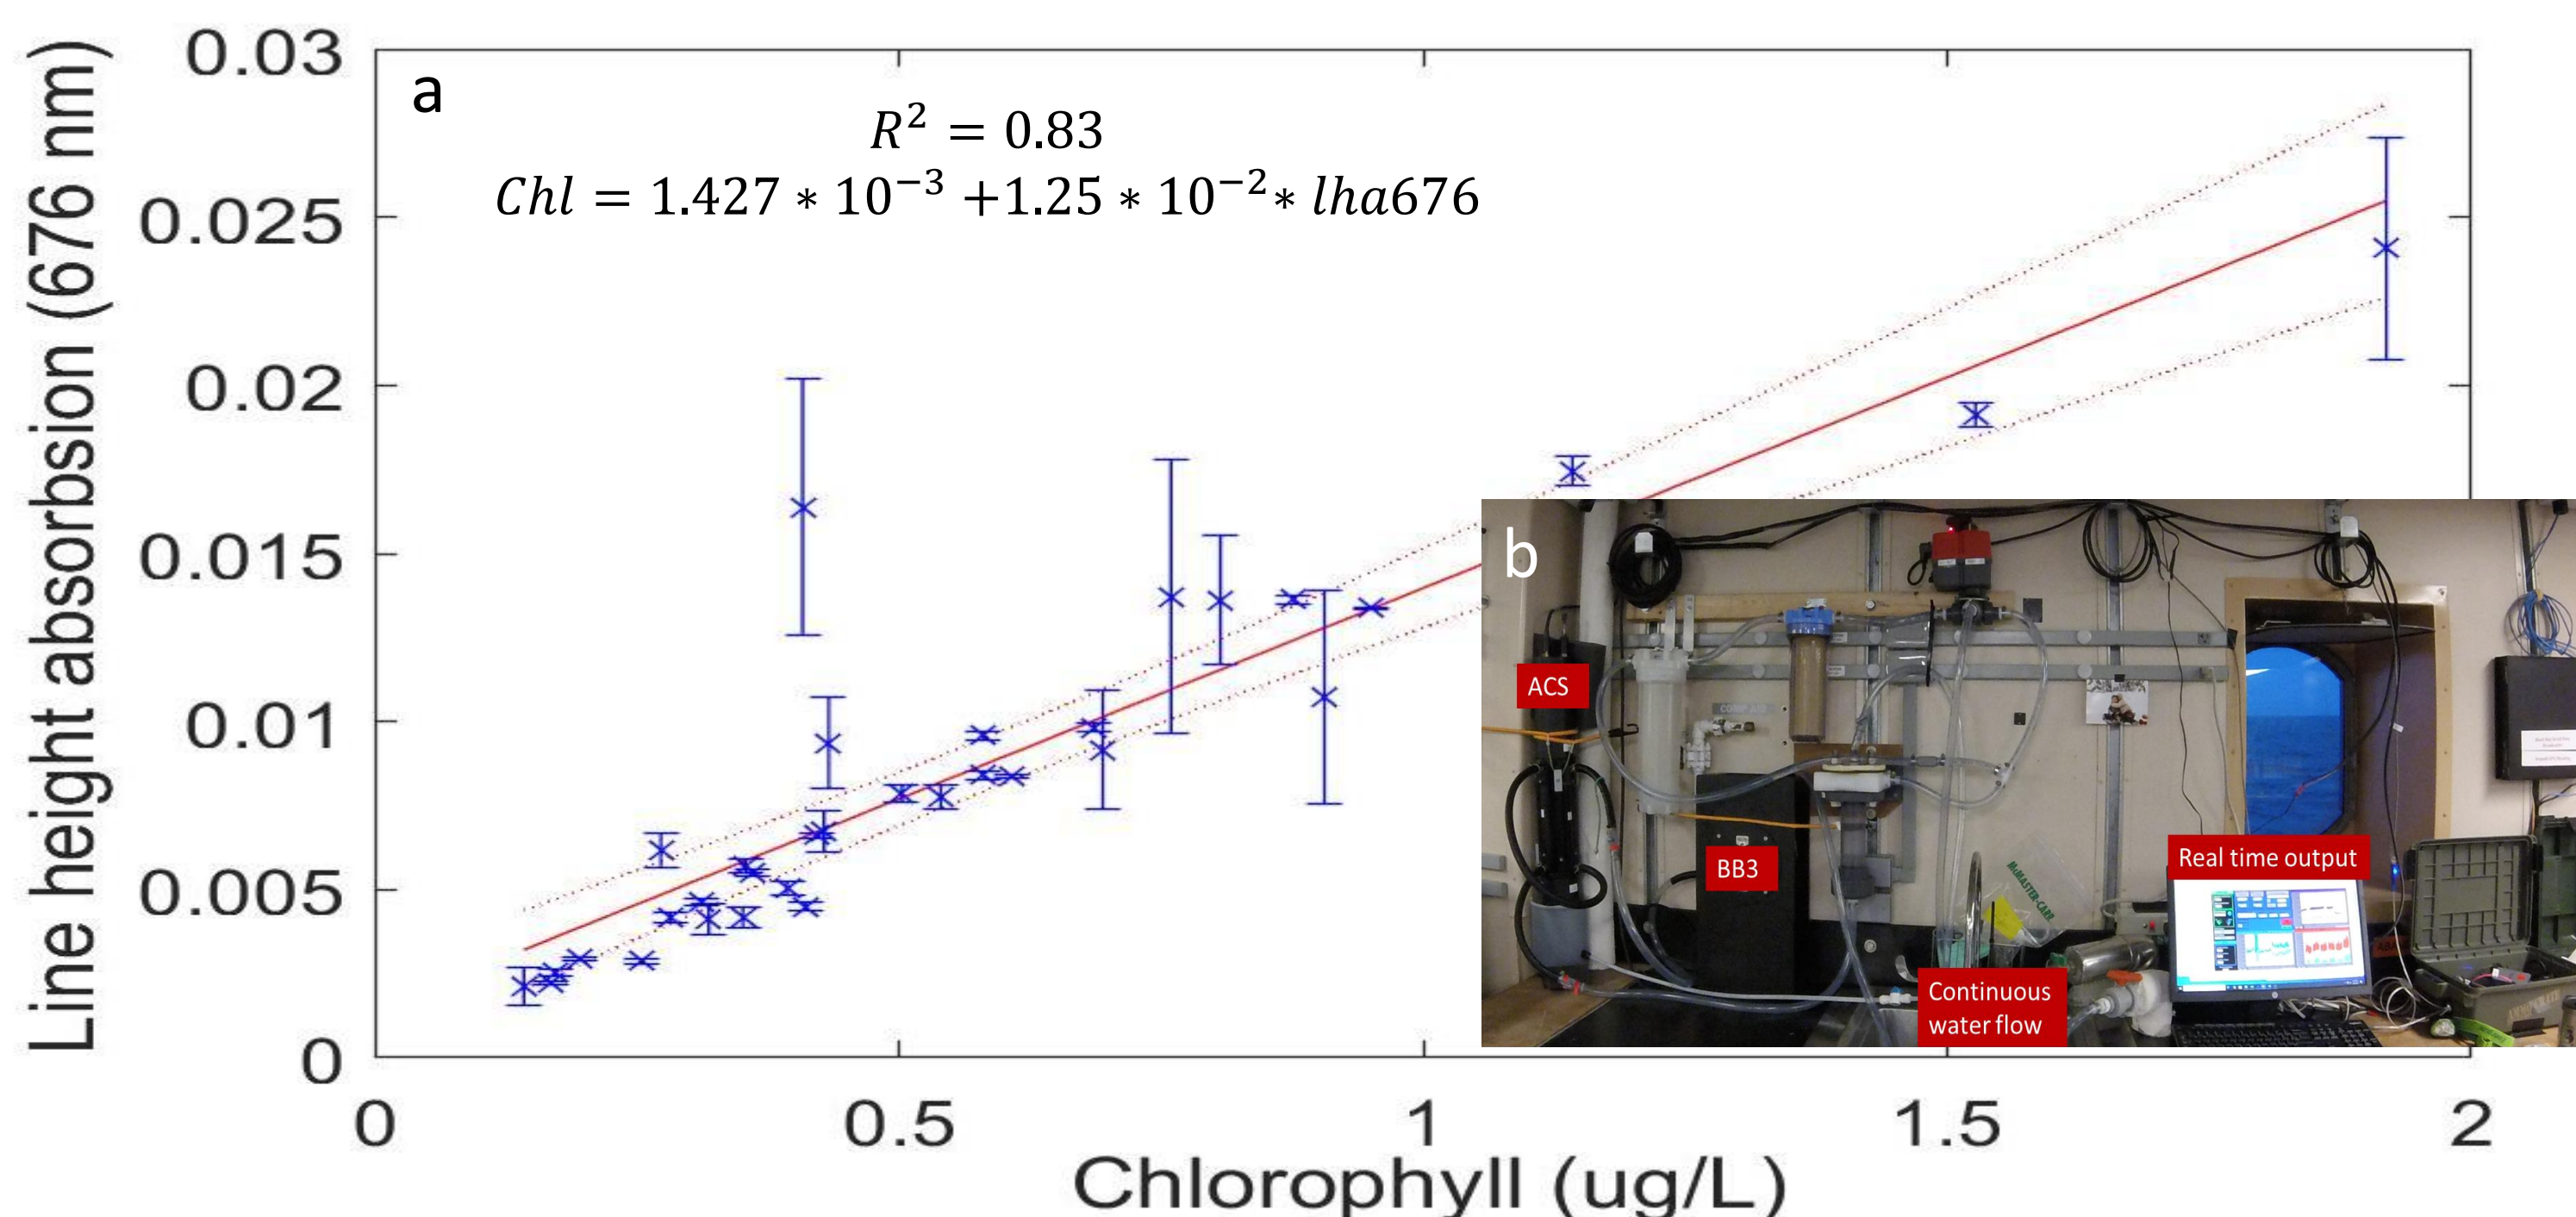 Line height absorbsion (676 nm)
0.03
0.025
0.02
0.015
0.01
0.005
0
a
R² = 0.83
Chl = 1.427 ∗ 10⁻³ +1.25 ∗ 10⁻²∗ lha676
b
ACS
BB3
McMASTER-CARR
Real time output
Continuous
water flow
0
0.5
1
1.5
2
Chlorophyll (ug/L)